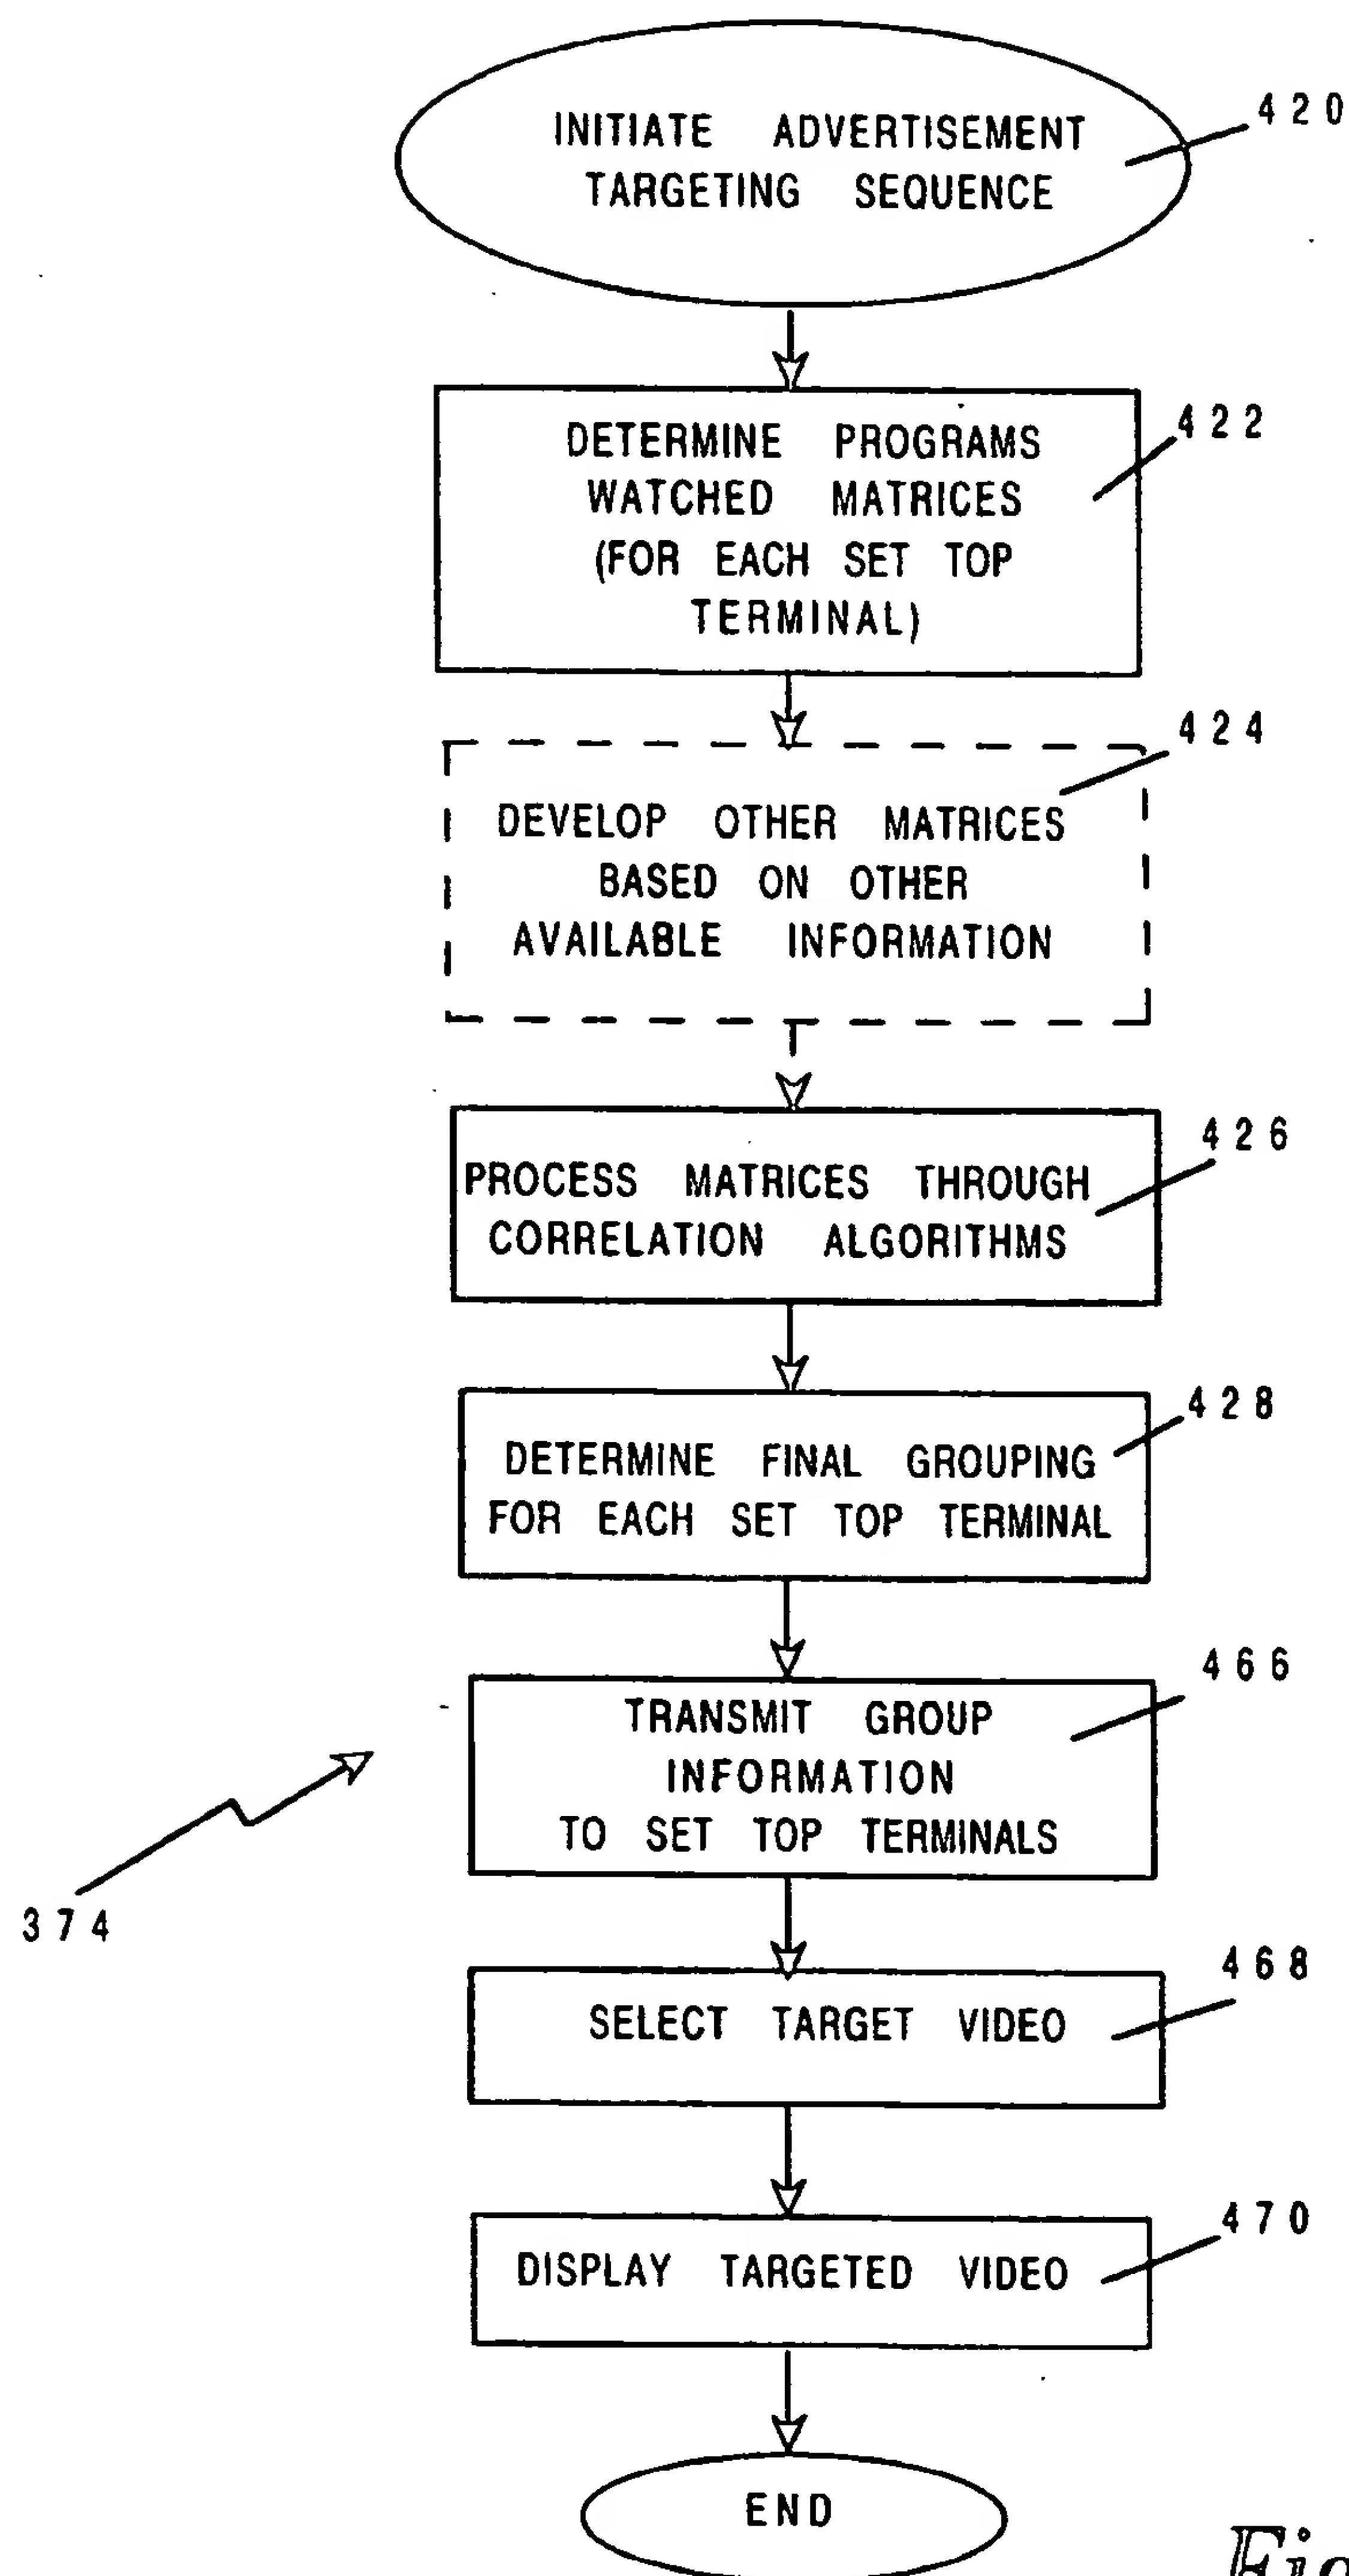 INITIATE ADVERTISEMENT
TARGETING SEQUENCE
420
DETERMINE PROGRAMS
WATCHED MATRICES
(FOR EACH SET TOP
TERMINAL)
422
424
DEVELOP OTHER MATRICES
BASED ON OTHER
AVAILABLE INFORMATION
426
PROCESS MATRICES THROUGH
CORRELATION ALGORITHMS
428
DETERMINE FINAL GROUPING
FOR EACH SET TOP TERMINAL
466
TRANSMIT GROUP
INFORMATION
TO SET TOP TERMINALS
374
468
SELECT TARGET VIDEO
470
DISPLAY TARGETED VIDEO
END